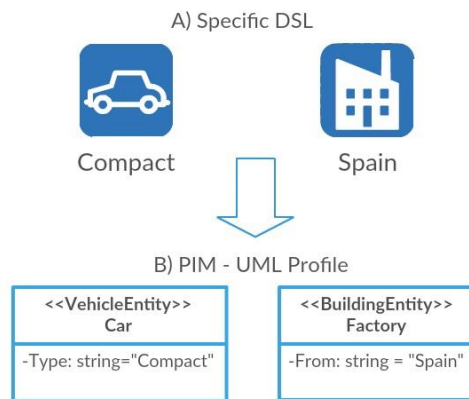 A) Specific DSL
Compact
Spain
B) PIM - UML Profile
<<VehicleEntity>>
Car
-Type: string="Compact"
<<BuildingEntity>>
Factory
-From: string = "Spain"